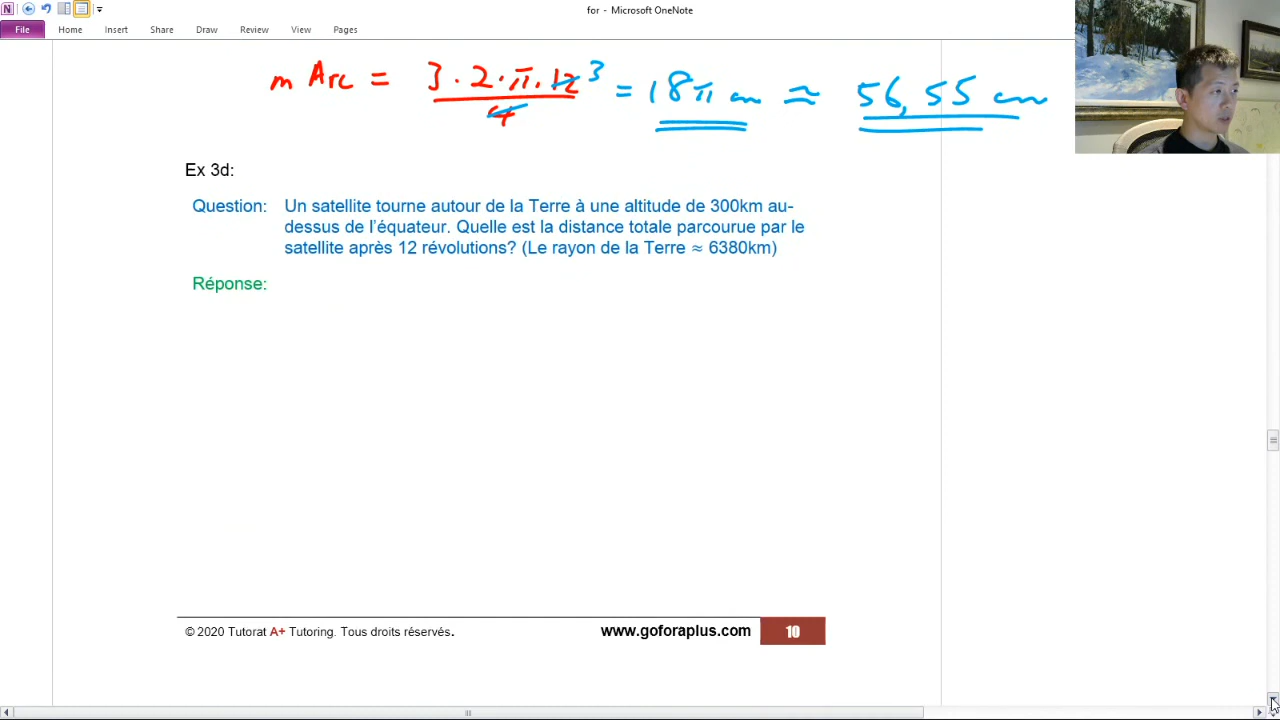 for - Microsoft OneNote
File Home Insert Share Draw Review View Pages
m Arc = 3 · 2 · π · 12 3 / 4 = 18π cm ≈ 56,55 cm
Ex 3d:
Question: Un satellite tourne autour de la Terre à une altitude de 300km au-
dessus de l’équateur. Quelle est la distance totale parcourue par le
satellite après 12 révolutions? (Le rayon de la Terre ≈ 6380km)
Réponse:
© 2020 Tutorat A+ Tutoring. Tous droits réservés. www.goforaplus.com 10